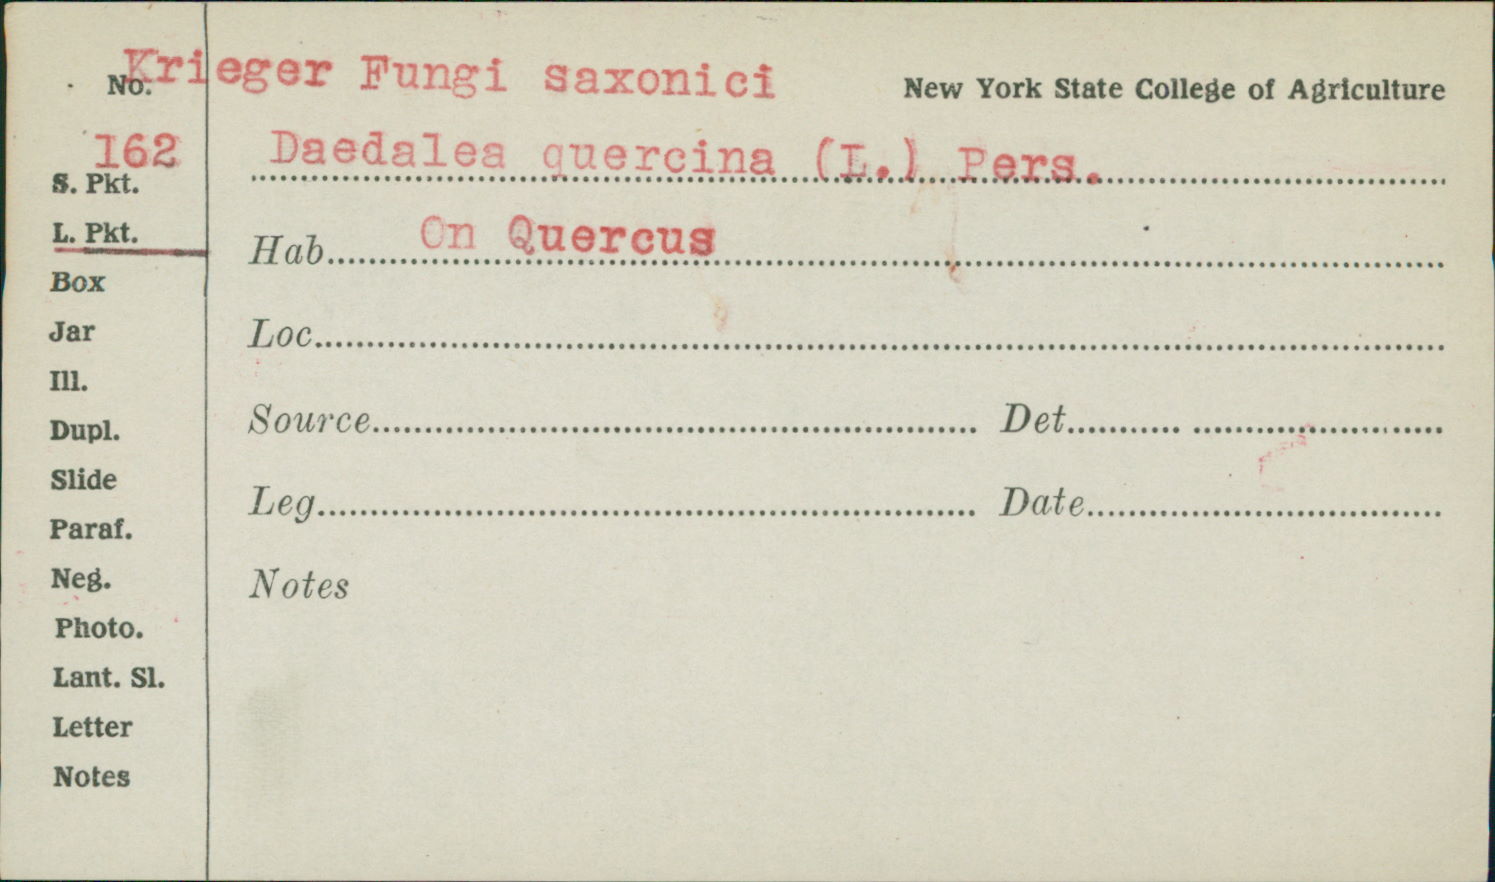 Krieger Fungi saxonici
No.
New York State College of Agriculture
162
Daedalea quercina (L.) Pers.
S. Pkt.
L. Pkt.
Hab. On Quercus
Box
Jar
Loc.
Ill.
Source
Det.
Dupl.
Slide
Leg.
Date
Paraf.
Neg.
Notes
Photo.
Lant. Sl.
Letter
Notes